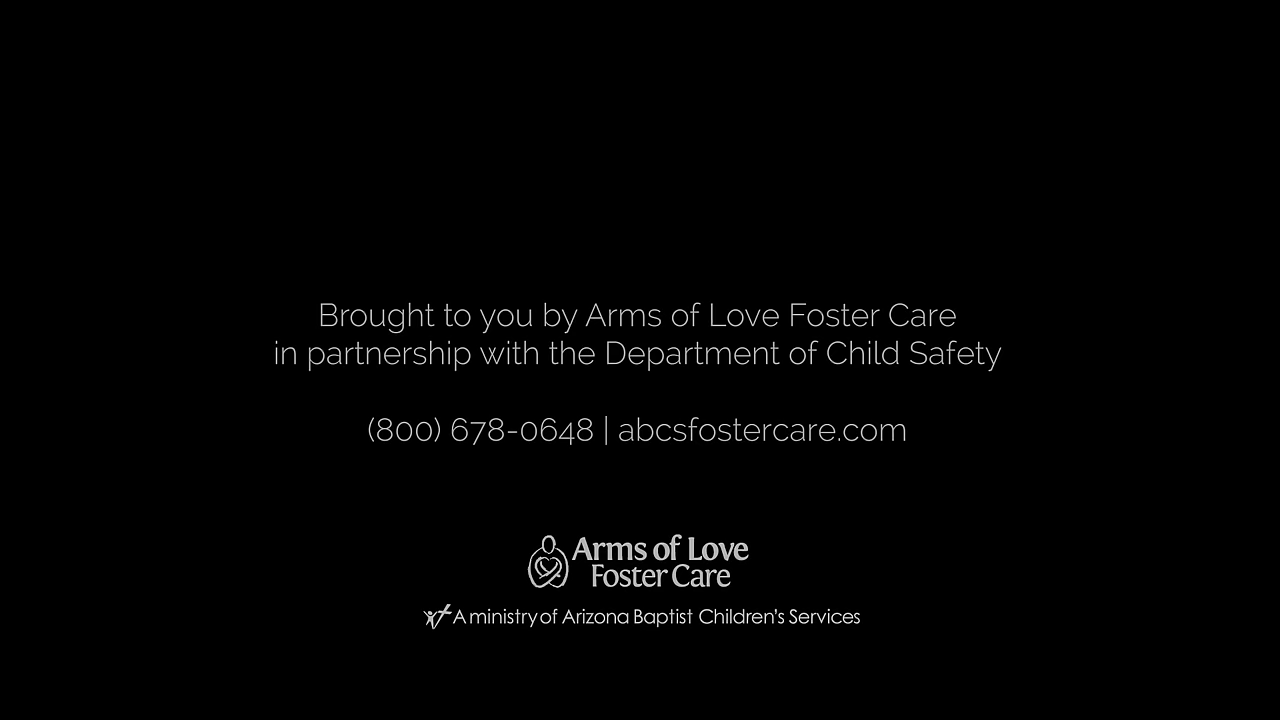 Brought to you by Arms of Love Foster Care
in partnership with the Department of Child Safety
(800) 678-0648 | abcsfostercare.com
Arms of Love
Foster Care
A ministry of Arizona Baptist Children's Services